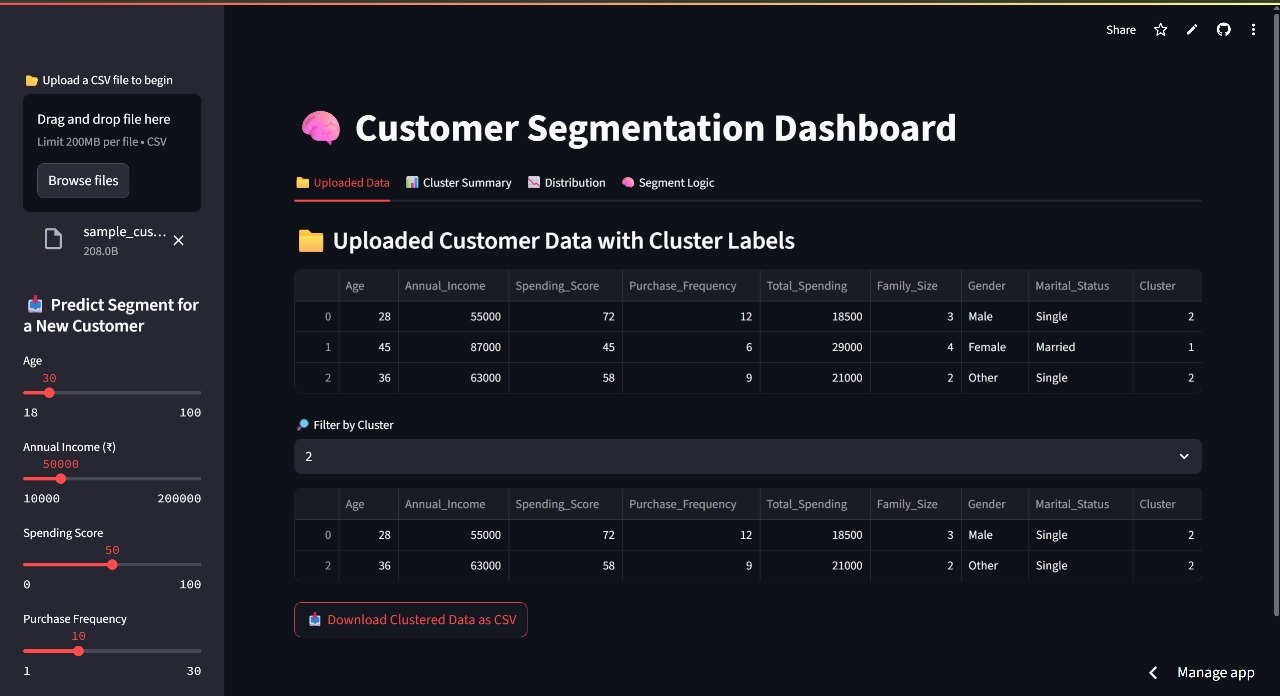 Share
📂 Upload a CSV file to begin
Drag and drop file here
Limit 200MB per file • CSV
Browse files
sample_cus...
208.0B
📥 Predict Segment for
a New Customer
Age
30
18 100
Annual Income (₹)
50000
10000 200000
Spending Score
50
0 100
Purchase Frequency
10
1 30
🧠 Customer Segmentation Dashboard
📁 Uploaded Data 📊 Cluster Summary 📉 Distribution 🧠 Segment Logic
📁 Uploaded Customer Data with Cluster Labels
Age Annual_Income Spending_Score Purchase_Frequency Total_Spending Family_Size Gender Marital_Status Cluster
0 28 55000 72 12 18500 3 Male Single 2
1 45 87000 45 6 29000 4 Female Married 1
2 36 63000 58 9 21000 2 Other Single 2
🔎 Filter by Cluster
2
Age Annual_Income Spending_Score Purchase_Frequency Total_Spending Family_Size Gender Marital_Status Cluster
0 28 55000 72 12 18500 3 Male Single 2
2 36 63000 58 9 21000 2 Other Single 2
📥 Download Clustered Data as CSV
Manage app